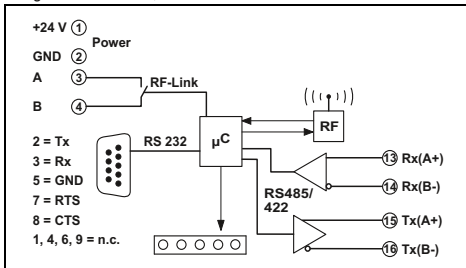 +24 V 1
Power
GND 2
A 3
RF-Link
B 4
RF
µC
2 = Tx
RS 232
3 = Rx
13 Rx(A+)
5 = GND
14 Rx(B-)
7 = RTS
RS485/
422
8 = CTS
15 Tx(A+)
1, 4, 6, 9 = n.c.
16 Tx(B-)